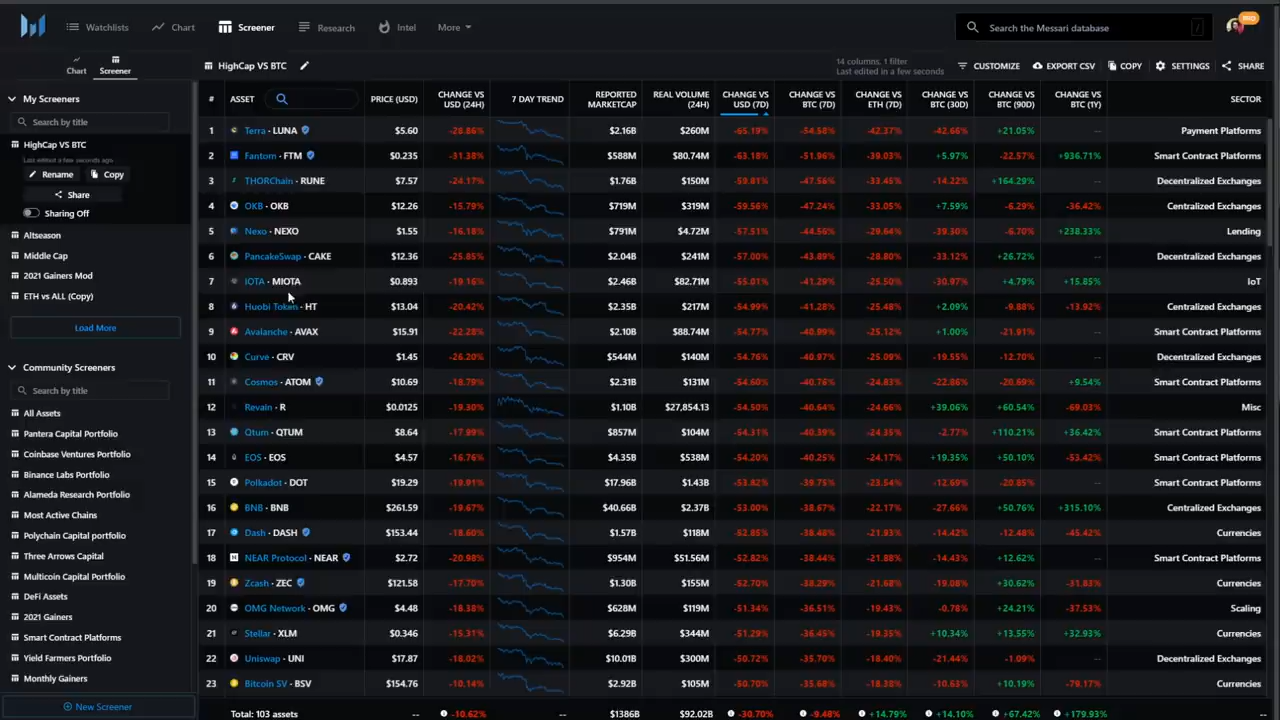 Watchlists Chart Screener Research Intel More Search the Messari database / PRO
Chart Screener HighCap VS BTC 14 columns, 1 filter
Last edited in a few seconds CUSTOMIZE EXPORT CSV COPY SETTINGS SHARE
My Screeners
Search by title
HighCap VS BTC
Last edited a few seconds ago
Rename Copy
Share
Sharing Off
Altseason
Middle Cap
2021 Gainers Mod
ETH vs ALL (Copy)
Load More
Community Screeners
Search by title
All Assets
Pantera Capital Portfolio
Coinbase Ventures Portfolio
Binance Labs Portfolio
Alameda Research Portfolio
Most Active Chains
Polychain Capital portfolio
Three Arrows Capital
Multicoin Capital Portfolio
DeFi Assets
2021 Gainers
Smart Contract Platforms
Yield Farmers Portfolio
Monthly Gainers
New Screener
# ASSET PRICE (USD) CHANGE VS USD (24H) 7 DAY TREND REPORTED MARKETCAP REAL VOLUME (24H) CHANGE VS USD (7D) CHANGE VS BTC (7D) CHANGE VS ETH (7D) CHANGE VS BTC (30D) CHANGE VS BTC (90D) CHANGE VS BTC (1Y) SECTOR
1 Terra · LUNA $5.60 -28.86% $2.16B $260M -65.19% -54.58% -42.37% -42.66% +21.05% -- Payment Platforms
2 Fantom · FTM $0.235 -31.38% $588M $80.74M -63.18% -51.96% -39.03% +5.97% -22.57% +936.71% Smart Contract Platforms
3 THORChain · RUNE $7.57 -24.17% $1.76B $150M -59.81% -47.56% -33.45% -14.22% +164.29% -- Decentralized Exchanges
4 OKB · OKB $12.26 -15.79% $719M $319M -59.56% -47.24% -33.05% +7.59% -6.29% -36.42% Centralized Exchanges
5 Nexo · NEXO $1.55 -16.18% $791M $4.72M -57.51% -44.56% -29.64% -39.30% -6.70% +238.33% Lending
6 PancakeSwap · CAKE $12.36 -25.85% $2.04B $241M -57.00% -43.89% -28.80% -33.12% +26.72% -- Decentralized Exchanges
7 IOTA · MIOTA $0.893 -19.16% $2.46B $82.71M -55.01% -41.29% -25.50% -30.97% +4.79% +15.85% IoT
8 Huobi Token · HT $13.04 -20.42% $2.35B $217M -54.99% -41.28% -25.48% +2.09% -9.88% -13.92% Centralized Exchanges
9 Avalanche · AVAX $15.91 -22.28% $2.10B $88.74M -54.77% -40.99% -25.12% +1.00% -21.91% -- Smart Contract Platforms
10 Curve · CRV $1.45 -26.20% $544M $140M -54.76% -40.97% -25.09% -19.55% -12.70% -- Decentralized Exchanges
11 Cosmos · ATOM $10.69 -18.79% $2.31B $131M -54.60% -40.76% -24.83% -22.86% -20.69% +9.54% Smart Contract Platforms
12 Revain · R $0.0125 -19.30% $1.10B $27,854.13 -54.50% -40.64% -24.66% +39.06% +60.54% -69.03% Misc
13 Qtum · QTUM $8.64 -17.99% $857M $104M -54.31% -40.39% -24.35% -2.77% +110.21% +36.42% Smart Contract Platforms
14 EOS · EOS $4.57 -16.76% $4.35B $538M -54.20% -40.25% -24.17% +19.35% +50.10% -53.42% Smart Contract Platforms
15 Polkadot · DOT $19.29 -19.91% $17.96B $1.43B -53.82% -39.75% -23.54% -12.69% -20.85% -- Smart Contract Platforms
16 BNB · BNB $261.59 -19.67% $40.66B $2.37B -53.00% -38.67% -22.17% -27.66% +50.76% +315.10% Centralized Exchanges
17 Dash · DASH $153.44 -18.60% $1.57B $118M -52.85% -38.48% -21.93% -14.42% -12.48% -45.42% Currencies
18 NEAR Protocol · NEAR $2.72 -20.98% $954M $51.56M -52.82% -38.44% -21.88% -14.43% +12.62% -- Smart Contract Platforms
19 Zcash · ZEC $121.58 -17.70% $1.30B $155M -52.70% -38.29% -21.68% -19.08% +30.62% -31.83% Currencies
20 OMG Network · OMG $4.48 -18.38% $628M $119M -51.34% -36.51% -19.43% -0.78% +24.21% -37.53% Scaling
21 Stellar · XLM $0.346 -15.31% $6.29B $344M -51.29% -36.45% -19.35% +10.34% +13.55% +32.93% Currencies
22 Uniswap · UNI $17.87 -18.02% $10.01B $300M -50.72% -35.70% -18.40% -21.44% -1.09% -- Decentralized Exchanges
23 Bitcoin SV · BSV $154.76 -10.14% $2.92B $105M -50.70% -35.68% -18.38% -10.63% +10.19% -79.17% Currencies
Total: 103 assets -- -10.62% -- $1386B $92.02B -30.70% -9.48% +14.79% +14.10% +67.42% +179.93% --